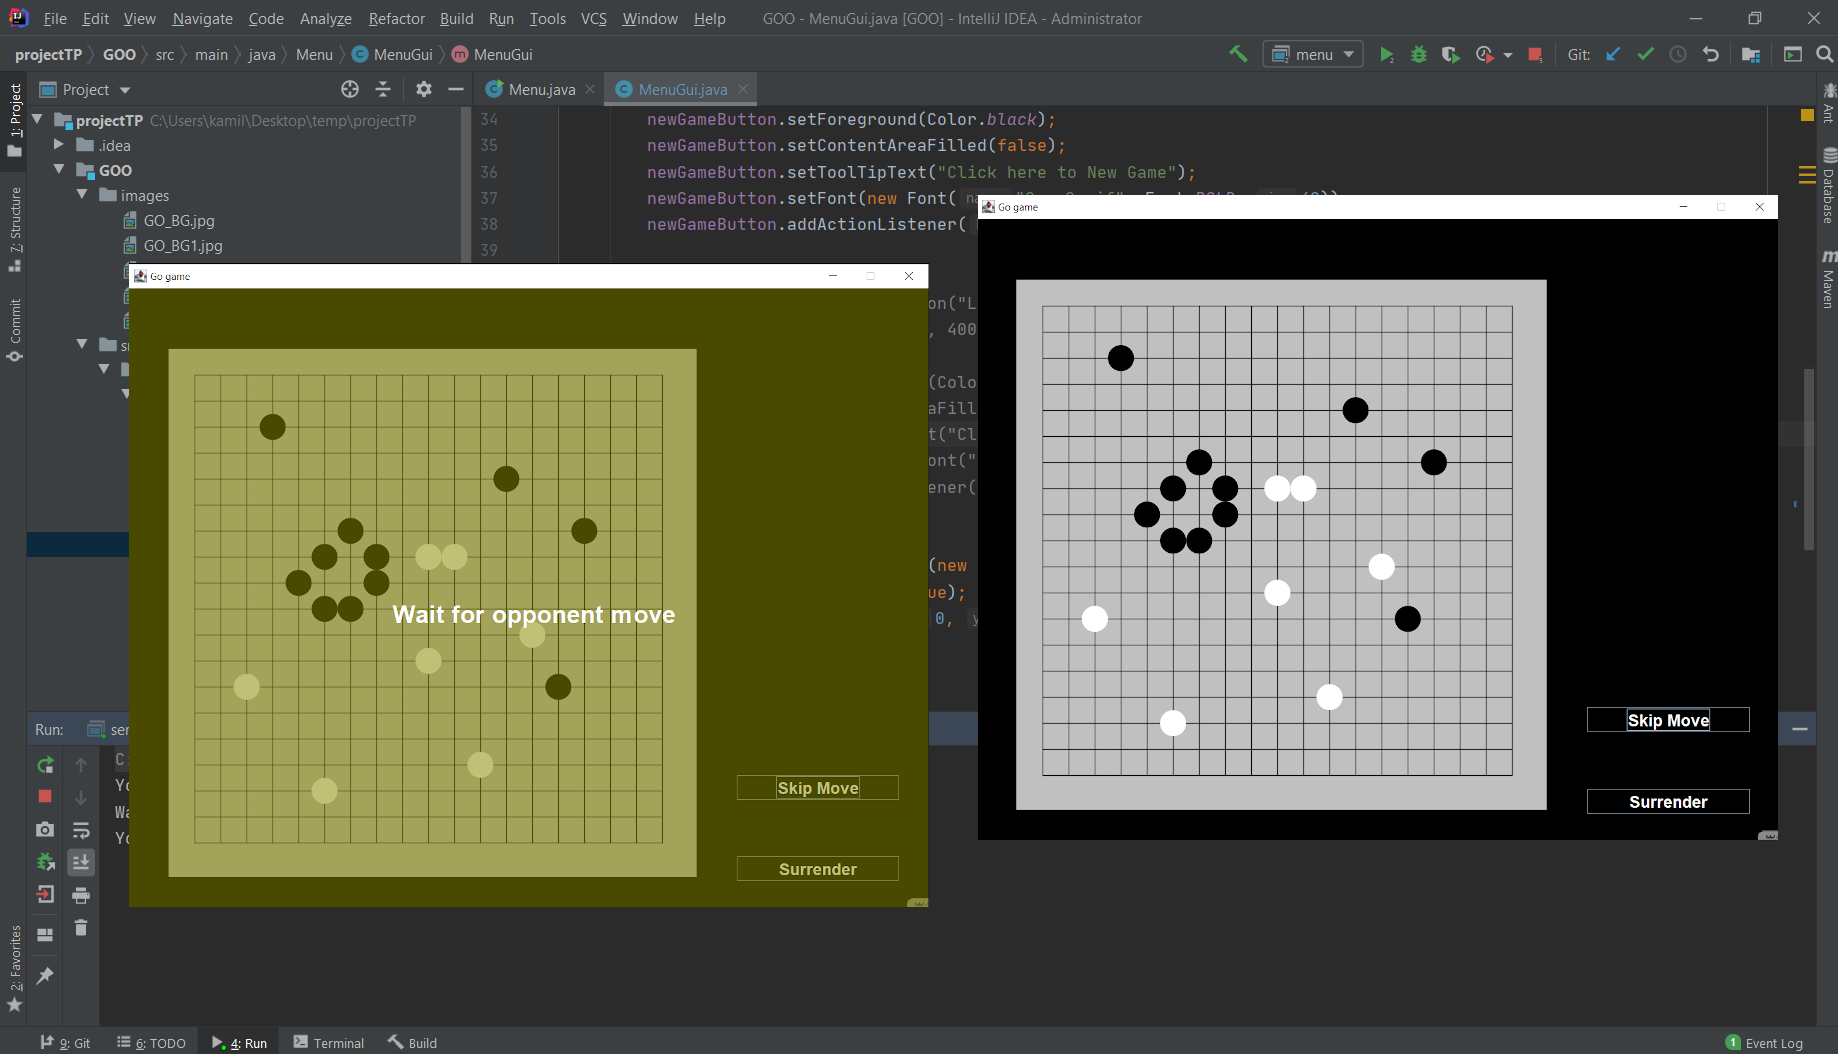 File Edit View Navigate Code Analyze Refactor Build Run Tools VCS Window Help GOO - MenuGui.java [GOO] - IntelliJ IDEA - Administrator
projectTP GOO src main java Menu MenuGui MenuGui menu Git:
1: Project
7: Structure
Commit
2: Favorites
Project
projectTP C:\Users\kamil\Desktop\temp\projectTP
.idea
GOO
images
GO_BG.jpg
GO_BG1.jpg
Menu.java
MenuGui.java
34 newGameButton.setForeground(Color.black);
35 newGameButton.setContentAreaFilled(false);
36 newGameButton.setToolTipText("Click here to New Game");
37 newGameButton.setFont(new Font(
38 newGameButton.addActionListener(
39
on("L
, 400
(Colo
aFill
t("Cl
ont("
ener(
(new
ue);
0,
Go game
Wait for opponent move
Skip Move
Surrender
Go game
Skip Move
Surrender
Ant
Database
Maven
Run: ser
C:
Yo
Wa
Yo
9: Git 6: TODO 4: Run Terminal Build 1 Event Log